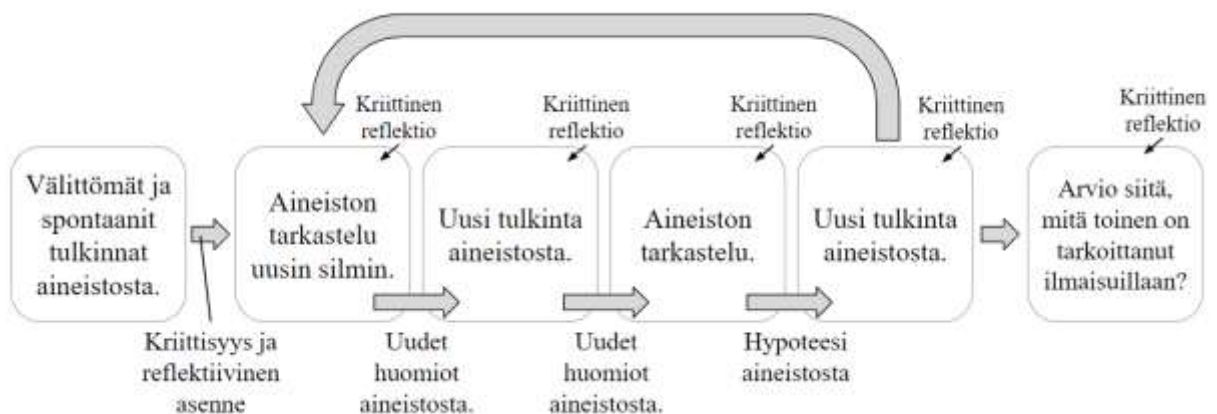 Kriittinen
reflektio
Kriittinen
reflektio
Kriittinen
reflektio
Kriittinen
reflektio
Kriittinen
reflektio
Välittömät ja
spontaanit
tulkinnat
aineistosta.
Aineiston
tarkastelu
uusin silmin.
Uusi tulkinta
aineistosta.
Aineiston
tarkastelu.
Uusi tulkinta
aineistosta.
Arvio siitä,
mitä toinen on
tarkoittanut
ilmaisuillaan?
Kriittisyys ja
reflektiivinen
asenne
Uudet
huomiot
aineistosta.
Uudet
huomiot
aineistosta.
Hypoteesi
aineistosta